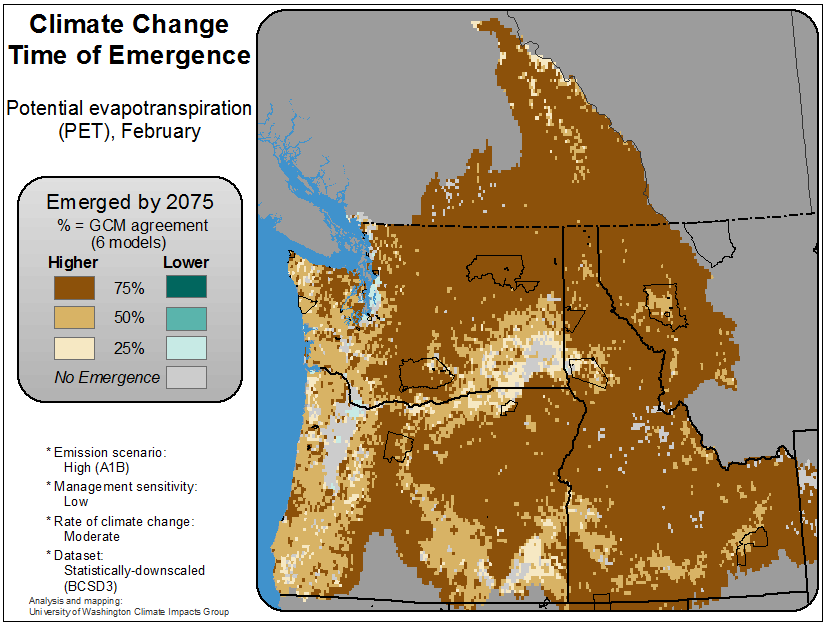 Climate Change
Time of Emergence
Potential evapotranspiration
(PET), February
Emerged by 2075
% = GCM agreement
(6 models)
Higher Lower
75%
50%
25%
No Emergence
* Emission scenario:
High (A1B)
* Management sensitivity:
Low
* Rate of climate change:
Moderate
* Dataset:
Statistically-downscaled
(BCSD3)
Analysis and mapping:
University of Washington Climate Impacts Group